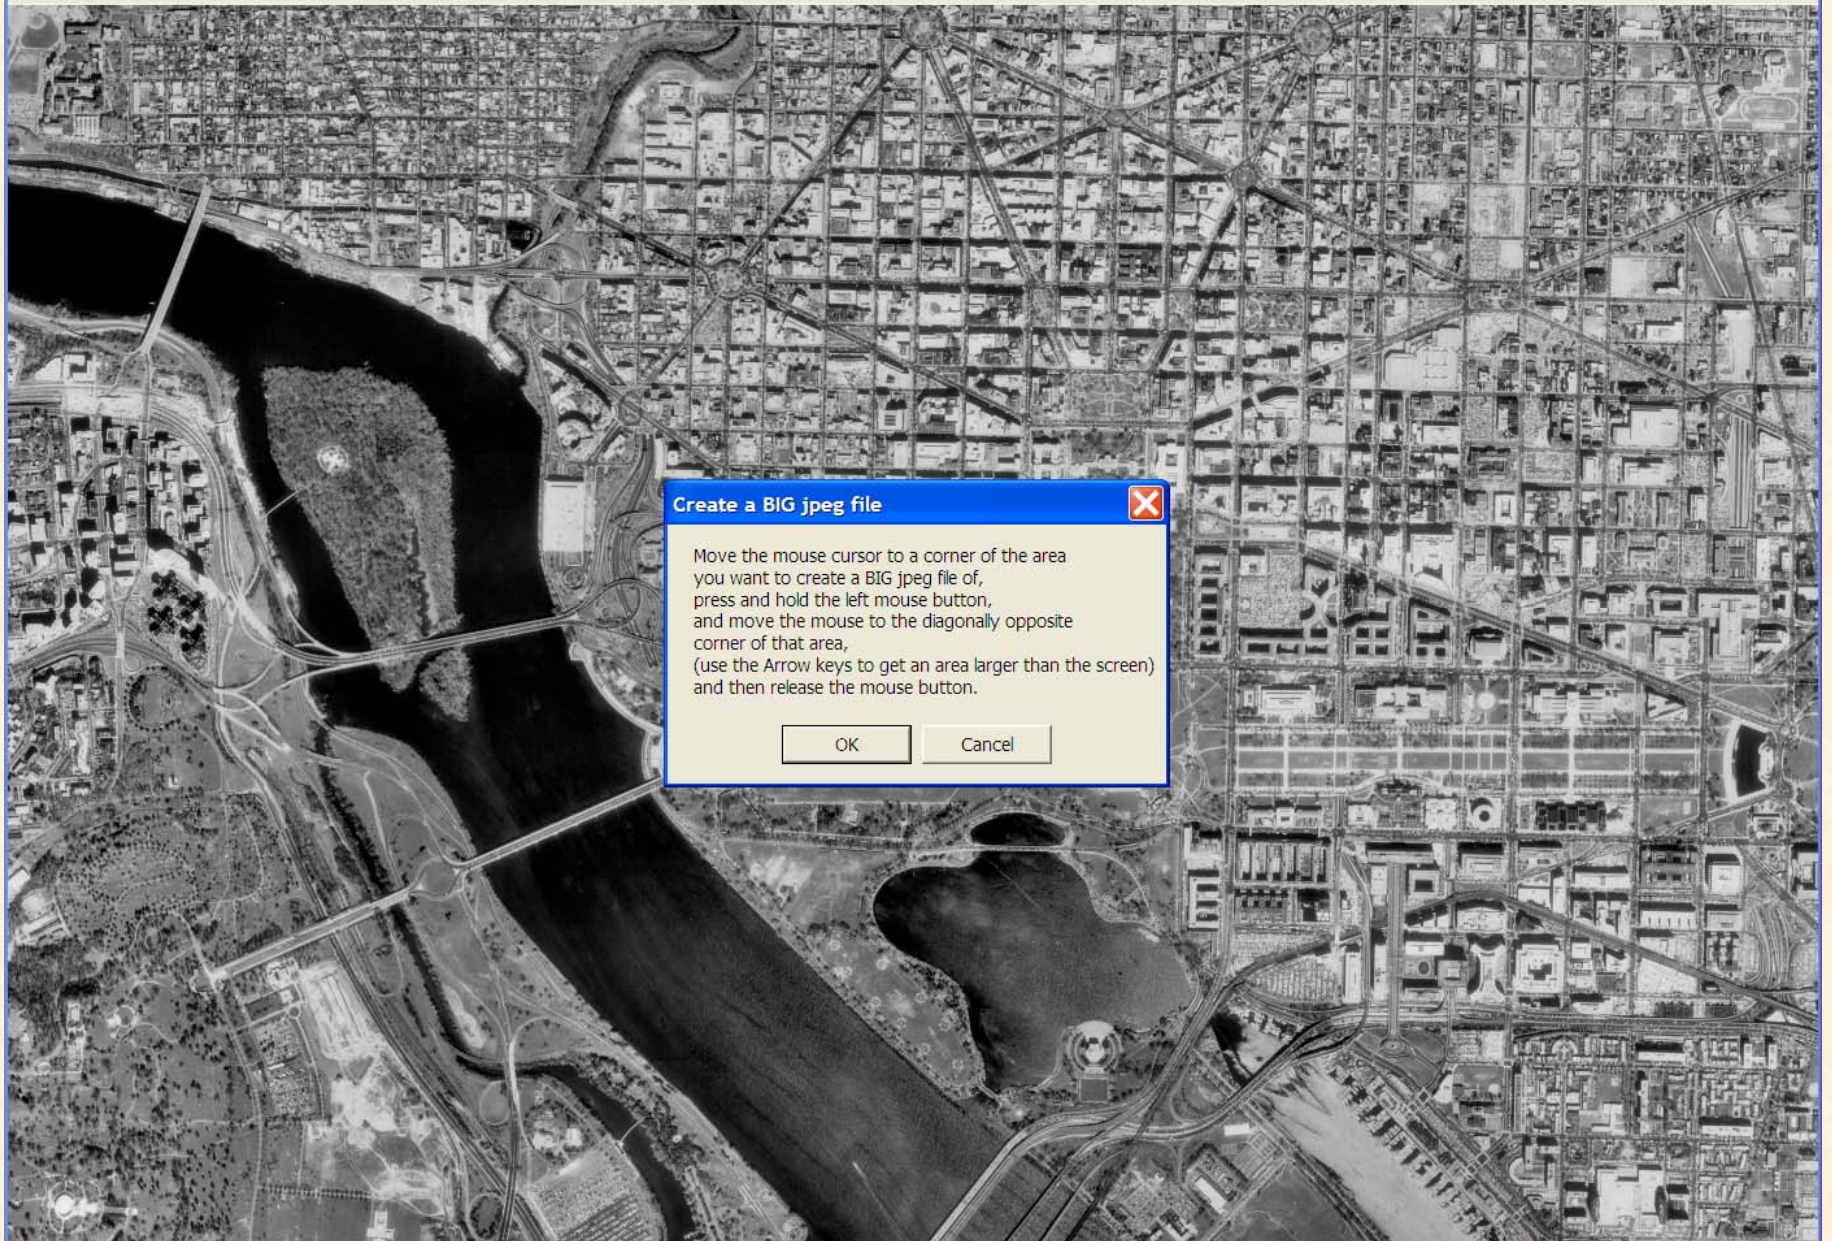 Create a BIG jpeg file
Move the mouse cursor to a corner of the area
you want to create a BIG jpeg file of,
press and hold the left mouse button,
and move the mouse to the diagonally opposite
corner of that area,
(use the Arrow keys to get an area larger than the screen)
and then release the mouse button.
OK
Cancel